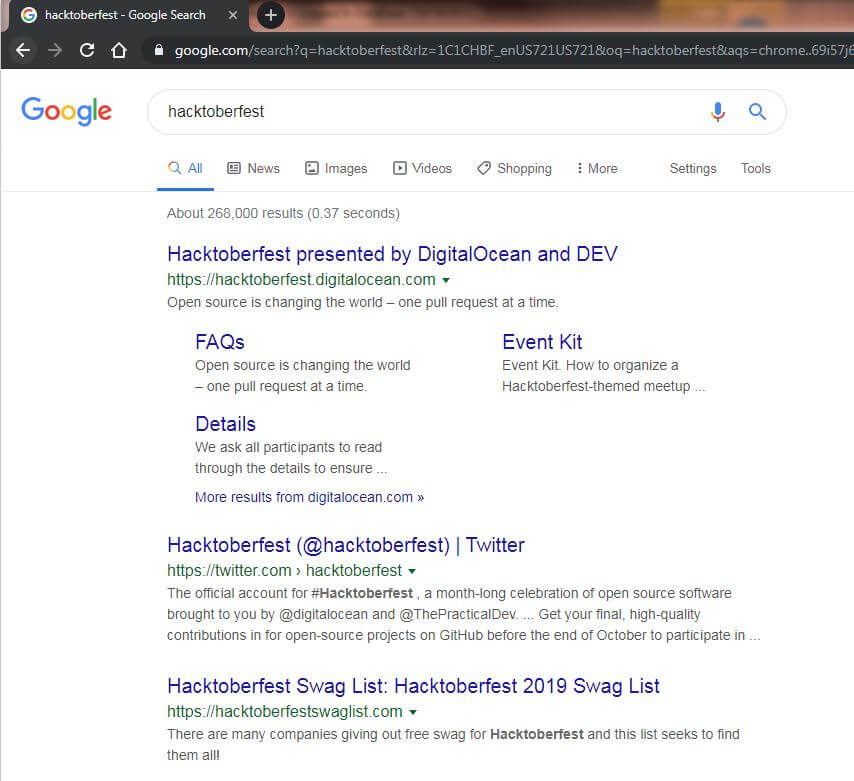 hacktoberfest - Google Search
google.com/search?q=hacktoberfest&rlz=1C1CHBF_enUS721US721&oq=hacktoberfest&aqs=chrome..69i57j6
Google
hacktoberfest
All News Images Videos Shopping More Settings Tools
About 268,000 results (0.37 seconds)
Hacktoberfest presented by DigitalOcean and DEV
https://hacktoberfest.digitalocean.com
Open source is changing the world – one pull request at a time.
FAQs
Open source is changing the world
– one pull request at a time.
Event Kit
Event Kit. How to organize a
Hacktoberfest-themed meetup ...
Details
We ask all participants to read
through the details to ensure ...
More results from digitalocean.com »
Hacktoberfest (@hacktoberfest) | Twitter
https://twitter.com › hacktoberfest
The official account for #Hacktoberfest , a month-long celebration of open source software
brought to you by @digitalocean and @ThePracticalDev. ... Get your final, high-quality
contributions in for open-source projects on GitHub before the end of October to participate in ...
Hacktoberfest Swag List: Hacktoberfest 2019 Swag List
https://hacktoberfestswaglist.com
There are many companies giving out free swag for Hacktoberfest and this list seeks to find
them all!